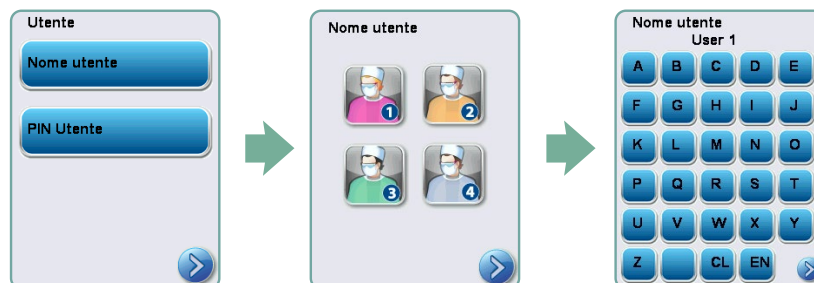 Utente
Nome utente
PIN Utente
Nome utente
1
2
3
4
Nome utente
User 1
A B C D E
F G H I J
K L M N O
P Q R S T
U V W X Y
Z CL EN